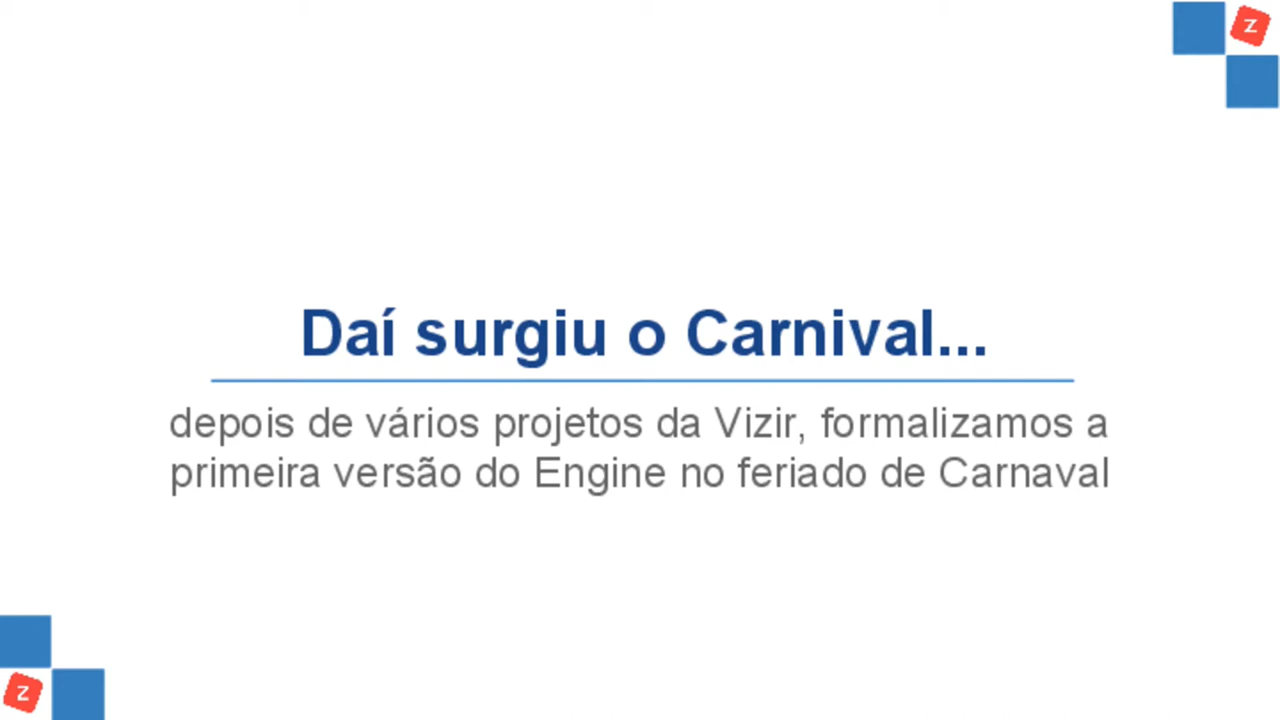 Z
Daí surgiu o Carnival...
depois de vários projetos da Vizir, formalizamos a
primeira versão do Engine no feriado de Carnaval
Z